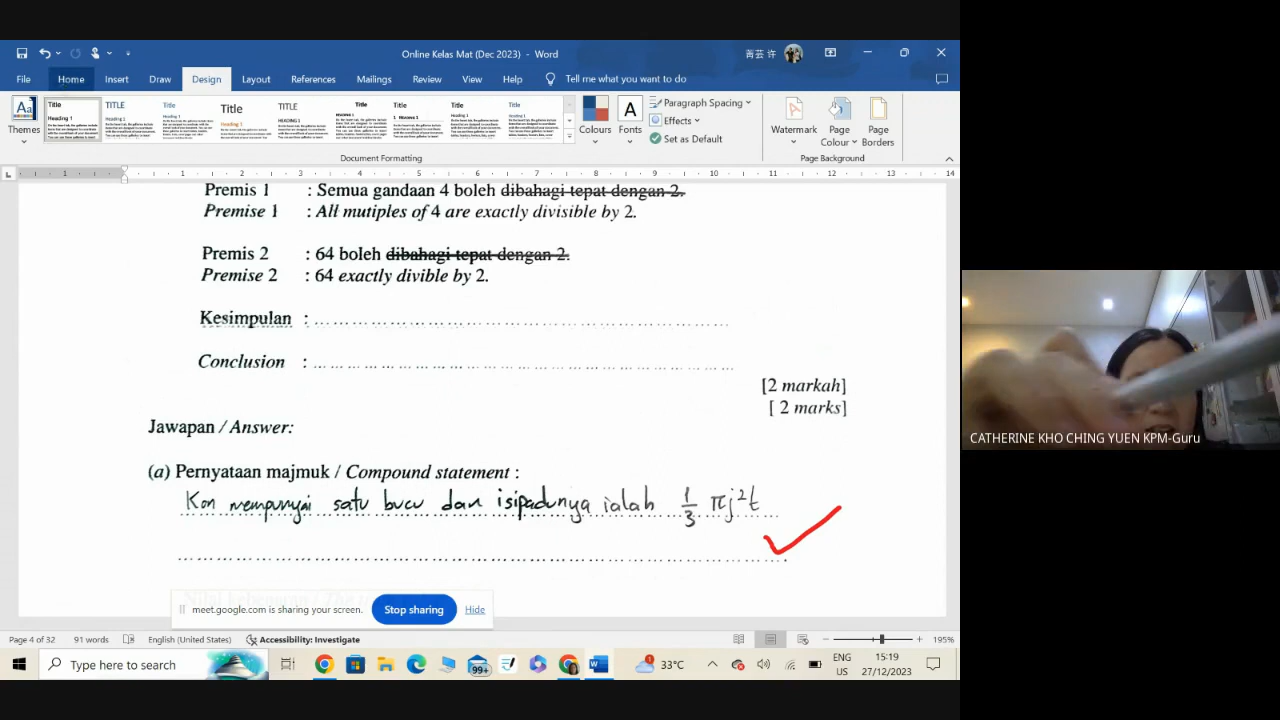 Online Kelas Mat (Dec 2023) - Word
File Home Insert Draw Design Layout References Mailings Review View Help Tell me what you want to do
Themes
Colours Fonts
Paragraph Spacing
Effects
Set as Default
Watermark Page Colour Page Borders
Document Formatting
Page Background
Premis 1 : Semua gandaan 4 boleh dibahagi tepat dengan 2.
Premise 1 : All mutiples of 4 are exactly divisible by 2.
Premis 2 : 64 boleh dibahagi tepat dengan 2.
Premise 2 : 64 exactly divible by 2.
Kesimpulan :
Conclusion :
[2 markah]
[ 2 marks]
Jawapan / Answer:
(a) Pernyataan majmuk / Compound statement :
Kon mempunyai satu bucu dan isipadunya ialah 1/3 πj²t
meet.google.com is sharing your screen. Stop sharing Hide
Page 4 of 32 91 words English (United States) Accessibility: Investigate 195%
Type here to search 99+ 33°C ENG US 15:19 27/12/2023
CATHERINE KHO CHING YUEN KPM-Guru